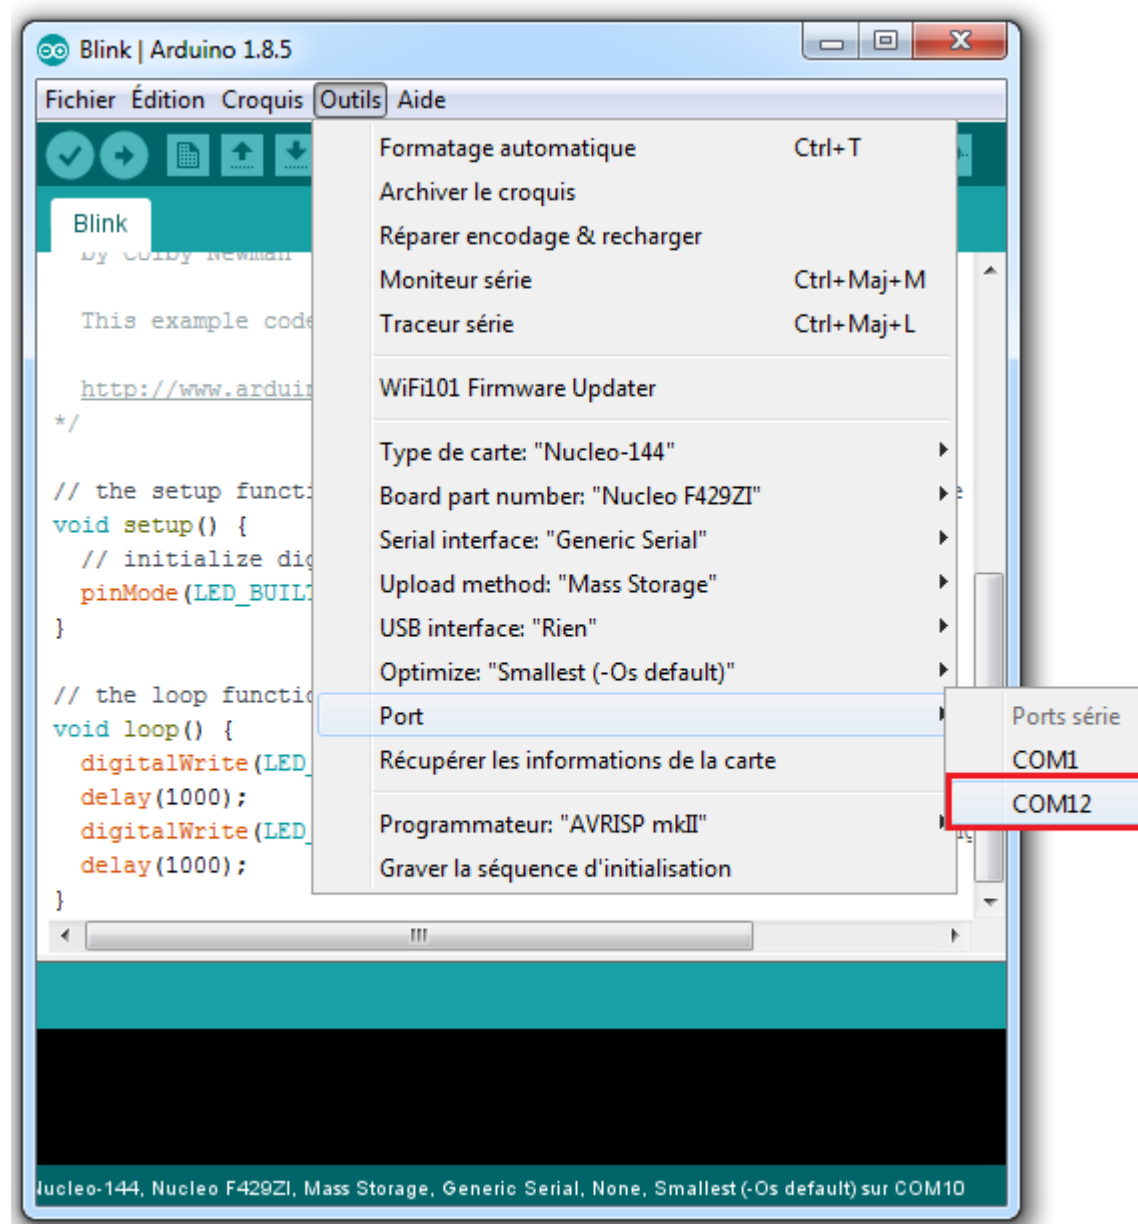 Blink | Arduino 1.8.5
Fichier Édition Croquis Outils Aide
Formatage automatique Ctrl+T
Archiver le croquis
Réparer encodage & recharger
Moniteur série Ctrl+Maj+M
Traceur série Ctrl+Maj+L
WiFi101 Firmware Updater
Type de carte: "Nucleo-144"
Board part number: "Nucleo F429ZI"
Serial interface: "Generic Serial"
Upload method: "Mass Storage"
USB interface: "Rien"
Optimize: "Smallest (-Os default)"
Port
Récupérer les informations de la carte
Programmateur: "AVRISP mkII"
Graver la séquence d'initialisation
Ports série
COM1
COM12
Blink
by Colby Newman
This example code
http://www.arduin
*/
// the setup functi
void setup() {
// initialize dig
pinMode(LED_BUILT
}
// the loop functio
void loop() {
digitalWrite(LED_
delay(1000);
digitalWrite(LED_
delay(1000);
}
Nucleo-144, Nucleo F429ZI, Mass Storage, Generic Serial, None, Smallest (-Os default) sur COM10